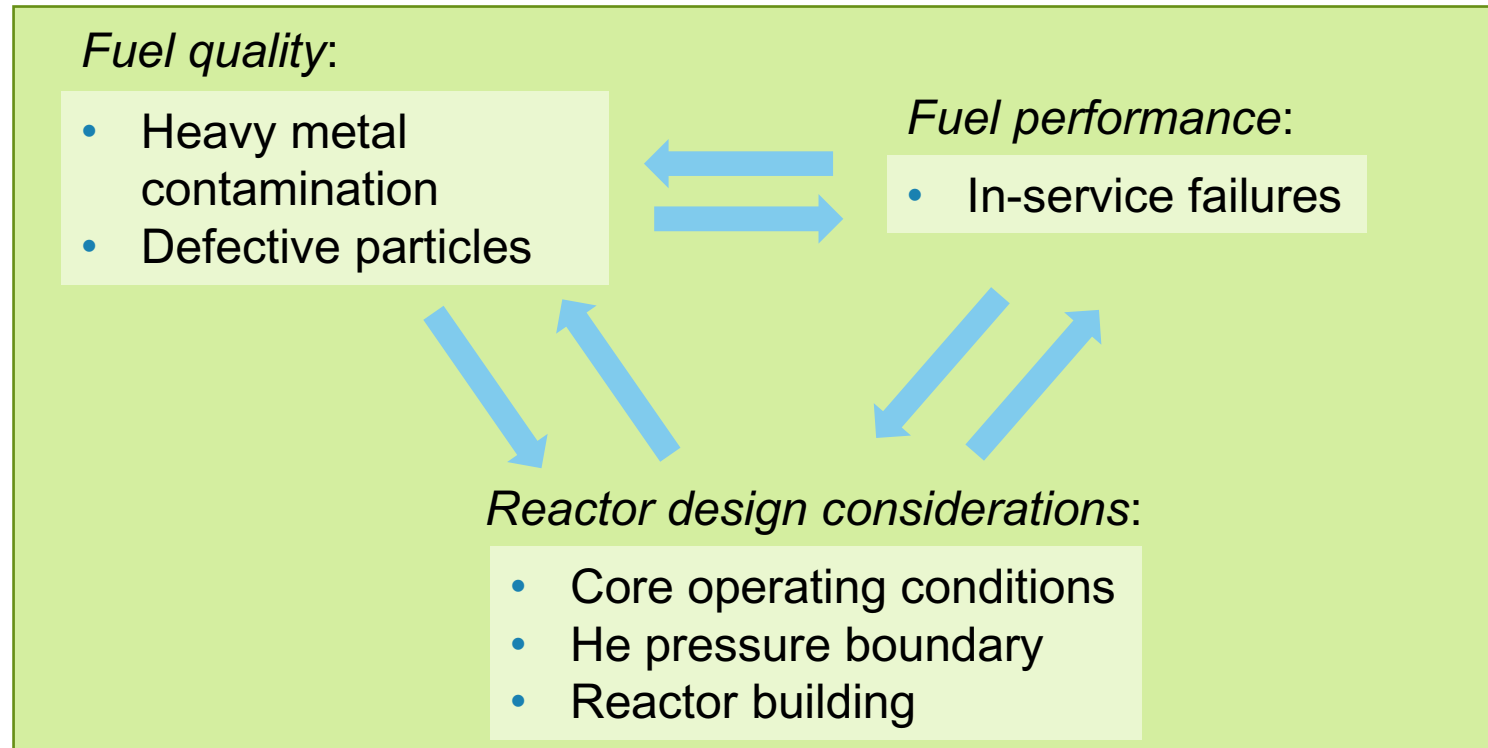 Fuel quality:
• Heavy metal
contamination
• Defective particles
Fuel performance:
• In-service failures
Reactor design considerations:
• Core operating conditions
• He pressure boundary
• Reactor building